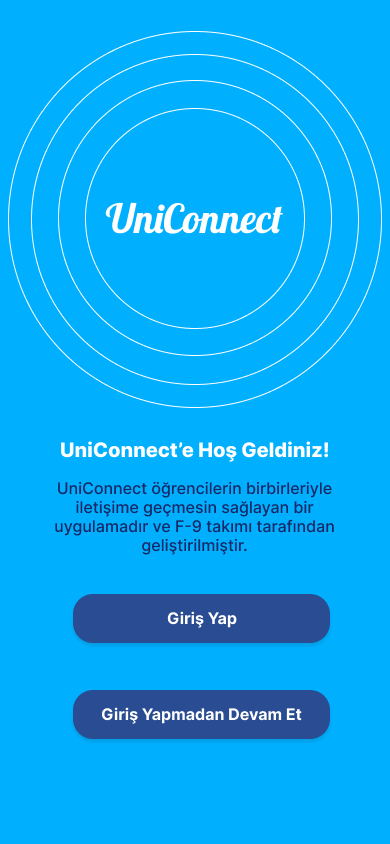 UniConnect
UniConnect’e Hoş Geldiniz!
UniConnect öğrencilerin birbirleriyle
iletişime geçmesin sağlayan bir
uygulamadır ve F-9 takımı tarafından
geliştirilmiştir.
Giriş Yap
Giriş Yapmadan Devam Et